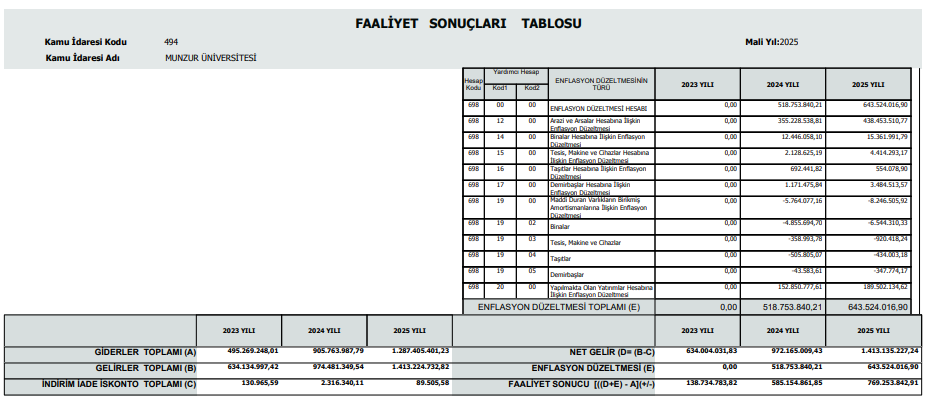 FAALİYET SONUÇLARI TABLOSU
Kamu İdaresi Kodu 494 Mali Yıl:2025
Kamu İdaresi Adı MUNZUR ÜNİVERSİTESİ
Hesap Kodu Yardımcı Hesap Kod1 Kod2 ENFLASYON DÜZELTMESİNİN TÜRÜ 2023 YILI 2024 YILI 2025 YILI
698 00 00 ENFLASYON DÜZELTMESİ HESABI 0,00 518.753.840,21 643.524.016,90
698 12 00 Arazi ve Arsalar Hesabına İlişkin Enflasyon Düzeltmesi 0,00 355.228.538,81 438.453.510,77
698 14 00 Binalar Hesabına İlişkin Enflasyon Düzeltmesi 0,00 12.446.058,10 15.361.991,79
698 15 00 Tesis, Makine ve Cihazlar Hesabına İlişkin Enflasyon Düzeltmesi 0,00 2.128.625,19 4.414.293,17
698 16 00 Taşıtlar Hesabına İlişkin Enflasyon Düzeltmesi 0,00 692.441,82 554.078,90
698 17 00 Demirbaşlar Hesabına İlişkin Enflasyon Düzeltmesi 0,00 1.171.475,84 3.484.513,57
698 19 00 Maddi Duran Varlıkların Birikmiş Amortismanlarına İlişkin Enflasyon Düzeltmesi 0,00 -5.764.077,16 -8.246.505,92
698 19 02 Binalar 0,00 -4.855.694,70 -6.544.310,33
698 19 03 Tesis, Makine ve Cihazlar 0,00 -358.993,78 -920.418,24
698 19 04 Taşıtlar 0,00 -505.805,07 -434.003,18
698 19 05 Demirbaşlar 0,00 -43.583,61 -347.774,17
698 20 00 Yapılmakta Olan Yatırımlar Hesabına İlişkin Enflasyon Düzeltmesi 0,00 152.850.777,61 189.502.134,62
ENFLASYON DÜZELTMESİ TOPLAMI (E) 0,00 518.753.840,21 643.524.016,90
2023 YILI 2024 YILI 2025 YILI 2023 YILI 2024 YILI 2025 YILI
GİDERLER TOPLAMI (A) 495.269.248,01 905.763.987,79 1.287.405.401,23 NET GELİR (D= (B-C) 634.004.031,83 972.165.009,43 1.413.135.227,24
GELİRLER TOPLAMI (B) 634.134.997,42 974.481.349,54 1.413.224.732,82 ENFLASYON DÜZELTMESİ (E) 0,00 518.753.840,21 643.524.016,90
İNDİRİM İADE İSKONTO TOPLAMI (C) 130.965,59 2.316.340,11 89.505,58 FAALİYET SONUCU [((D+E) - A](+/-) 138.734.783,82 585.154.861,85 769.253.842,91